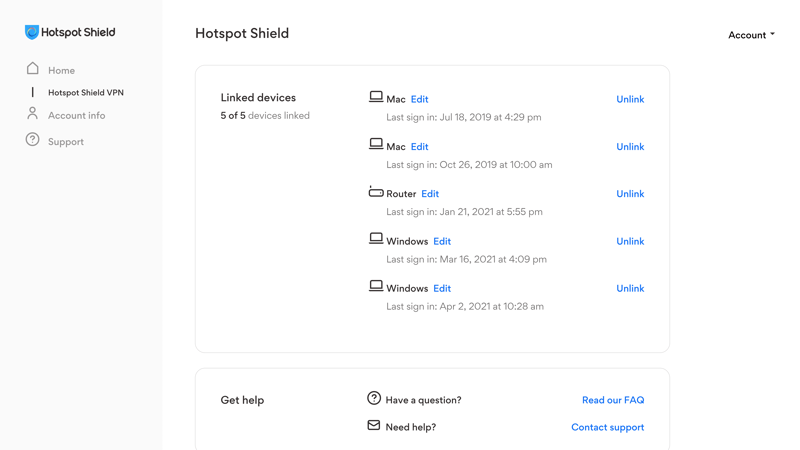 Hotspot Shield
Home
Hotspot Shield VPN
Account info
Support
Hotspot Shield
Account
Linked devices
5 of 5 devices linked
Mac Edit Unlink
Last sign in: Jul 18, 2019 at 4:29 pm
Mac Edit Unlink
Last sign in: Oct 26, 2019 at 10:00 am
Router Edit Unlink
Last sign in: Jan 21, 2021 at 5:55 pm
Windows Edit Unlink
Last sign in: Mar 16, 2021 at 4:09 pm
Windows Edit Unlink
Last sign in: Apr 2, 2021 at 10:28 am
Get help
Have a question? Read our FAQ
Need help? Contact support